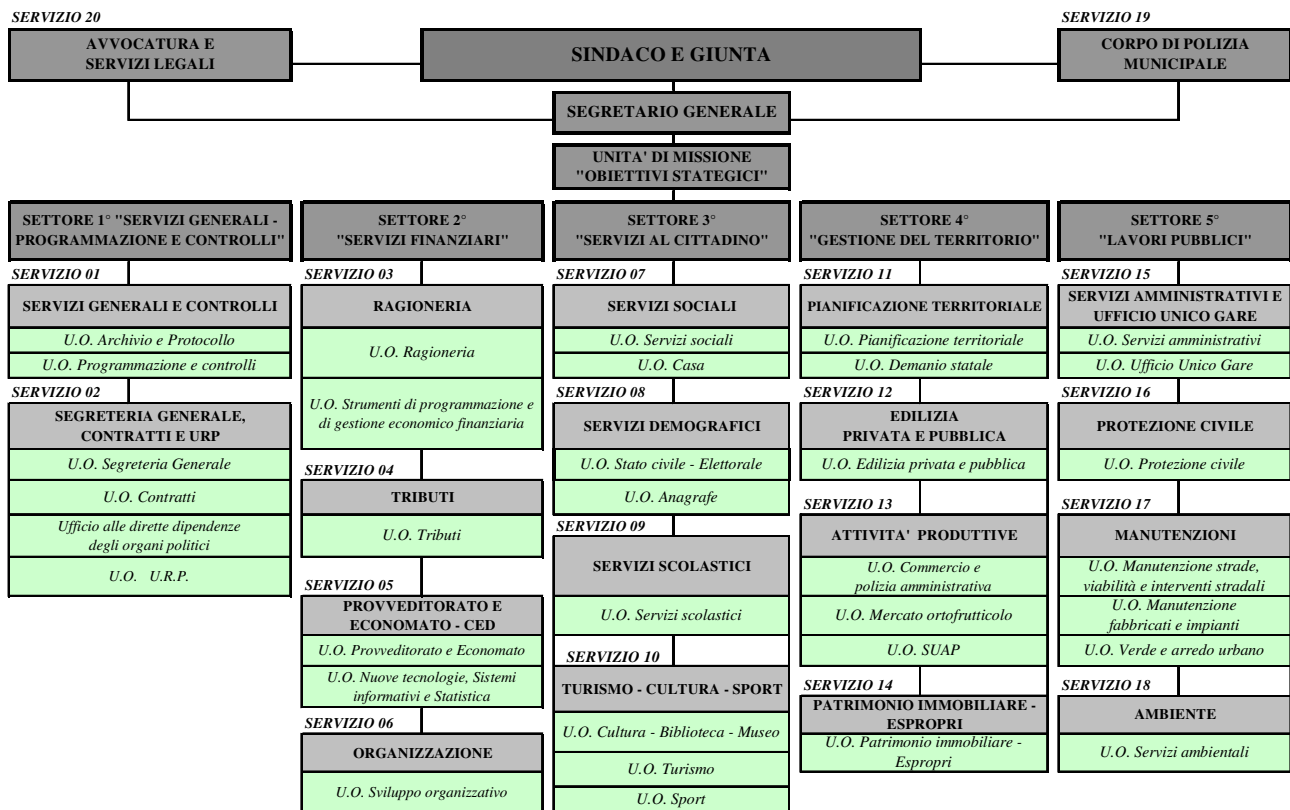 SERVIZIO 20
AVVOCATURA E
SERVIZI LEGALI
SINDACO E GIUNTA
SERVIZIO 19
CORPO DI POLIZIA
MUNICIPALE
SEGRETARIO GENERALE
UNITA' DI MISSIONE
"OBIETTIVI STATEGICI"
SETTORE 1° "SERVIZI GENERALI -
PROGRAMMAZIONE E CONTROLLI"
SERVIZIO 01
SERVIZI GENERALI E CONTROLLI
U.O. Archivio e Protocollo
U.O. Programmazione e controlli
SERVIZIO 02
SEGRETERIA GENERALE,
CONTRATTI E URP
U.O. Segreteria Generale
U.O. Contratti
Ufficio alle dirette dipendenze
degli organi politici
U.O. U.R.P.
SETTORE 2°
"SERVIZI FINANZIARI"
SERVIZIO 03
RAGIONERIA
U.O. Ragioneria
U.O. Strumenti di programmazione e
di gestione economico finanziaria
SERVIZIO 04
TRIBUTI
U.O. Tributi
SERVIZIO 05
PROVVEDITORATO E
ECONOMATO - CED
U.O. Provveditorato e Economato
U.O. Nuove tecnologie, Sistemi
informativi e Statistica
SERVIZIO 06
ORGANIZZAZIONE
U.O. Sviluppo organizzativo
SETTORE 3°
"SERVIZI AL CITTADINO"
SERVIZIO 07
SERVIZI SOCIALI
U.O. Servizi sociali
U.O. Casa
SERVIZIO 08
SERVIZI DEMOGRAFICI
U.O. Stato civile - Elettorale
U.O. Anagrafe
SERVIZIO 09
SERVIZI SCOLASTICI
U.O. Servizi scolastici
SERVIZIO 10
TURISMO - CULTURA - SPORT
U.O. Cultura - Biblioteca - Museo
U.O. Turismo
U.O. Sport
SETTORE 4°
"GESTIONE DEL TERRITORIO"
SERVIZIO 11
PIANIFICAZIONE TERRITORIALE
U.O. Pianificazione territoriale
U.O. Demanio statale
SERVIZIO 12
EDILIZIA
PRIVATA E PUBBLICA
U.O. Edilizia privata e pubblica
SERVIZIO 13
ATTIVITA' PRODUTTIVE
U.O. Commercio e
polizia amministrativa
U.O. Mercato ortofrutticolo
U.O. SUAP
SERVIZIO 14
PATRIMONIO IMMOBILIARE -
ESPROPRI
U.O. Patrimonio immobiliare -
Espropri
SETTORE 5°
"LAVORI PUBBLICI"
SERVIZIO 15
SERVIZI AMMINISTRATIVI E
UFFICIO UNICO GARE
U.O. Servizi amministrativi
U.O. Ufficio Unico Gare
SERVIZIO 16
PROTEZIONE CIVILE
U.O. Protezione civile
SERVIZIO 17
MANUTENZIONI
U.O. Manutenzione strade,
viabilità e interventi stradali
U.O. Manutenzione
fabbricati e impianti
U.O. Verde e arredo urbano
SERVIZIO 18
AMBIENTE
U.O. Servizi ambientali